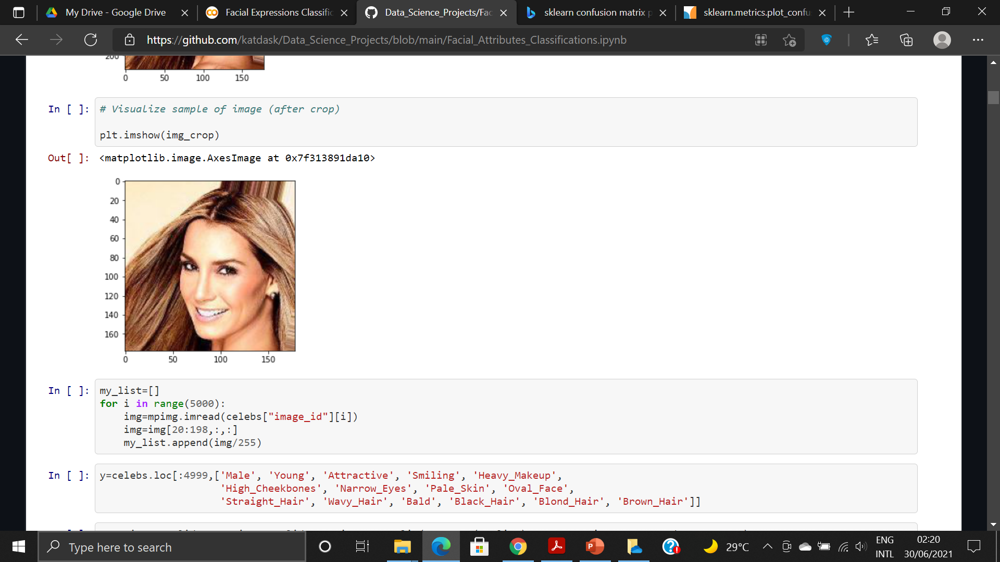 My Drive - Google Drive
Facial Expressions Classific
Data_Science_Projects/Fac
sklearn confusion matrix p
sklearn.metrics.plot_confu
https://github.com/katdask/Data_Science_Projects/blob/main/Facial_Attributes_Classifications.ipynb
200
0 50 100 150
In [ ]: # Visualize sample of image (after crop)
plt.imshow(img_crop)
Out[ ]: <matplotlib.image.AxesImage at 0x7f313891da10>
0
20
40
60
80
100
120
140
160
0 50 100 150
In [ ]: my_list=[]
for i in range(5000):
    img=mpimg.imread(celebs["image_id"][i])
    img=img[20:198,:,:]
    my_list.append(img/255)
In [ ]: y=celebs.loc[:4999,['Male', 'Young', 'Attractive', 'Smiling', 'Heavy_Makeup',
'High_Cheekbones', 'Narrow_Eyes', 'Pale_Skin', 'Oval_Face',
'Straight_Hair', 'Wavy_Hair', 'Bald', 'Black_Hair', 'Blond_Hair', 'Brown_Hair']]
Type here to search
29°C
ENG
INTL
02:20
30/06/2021